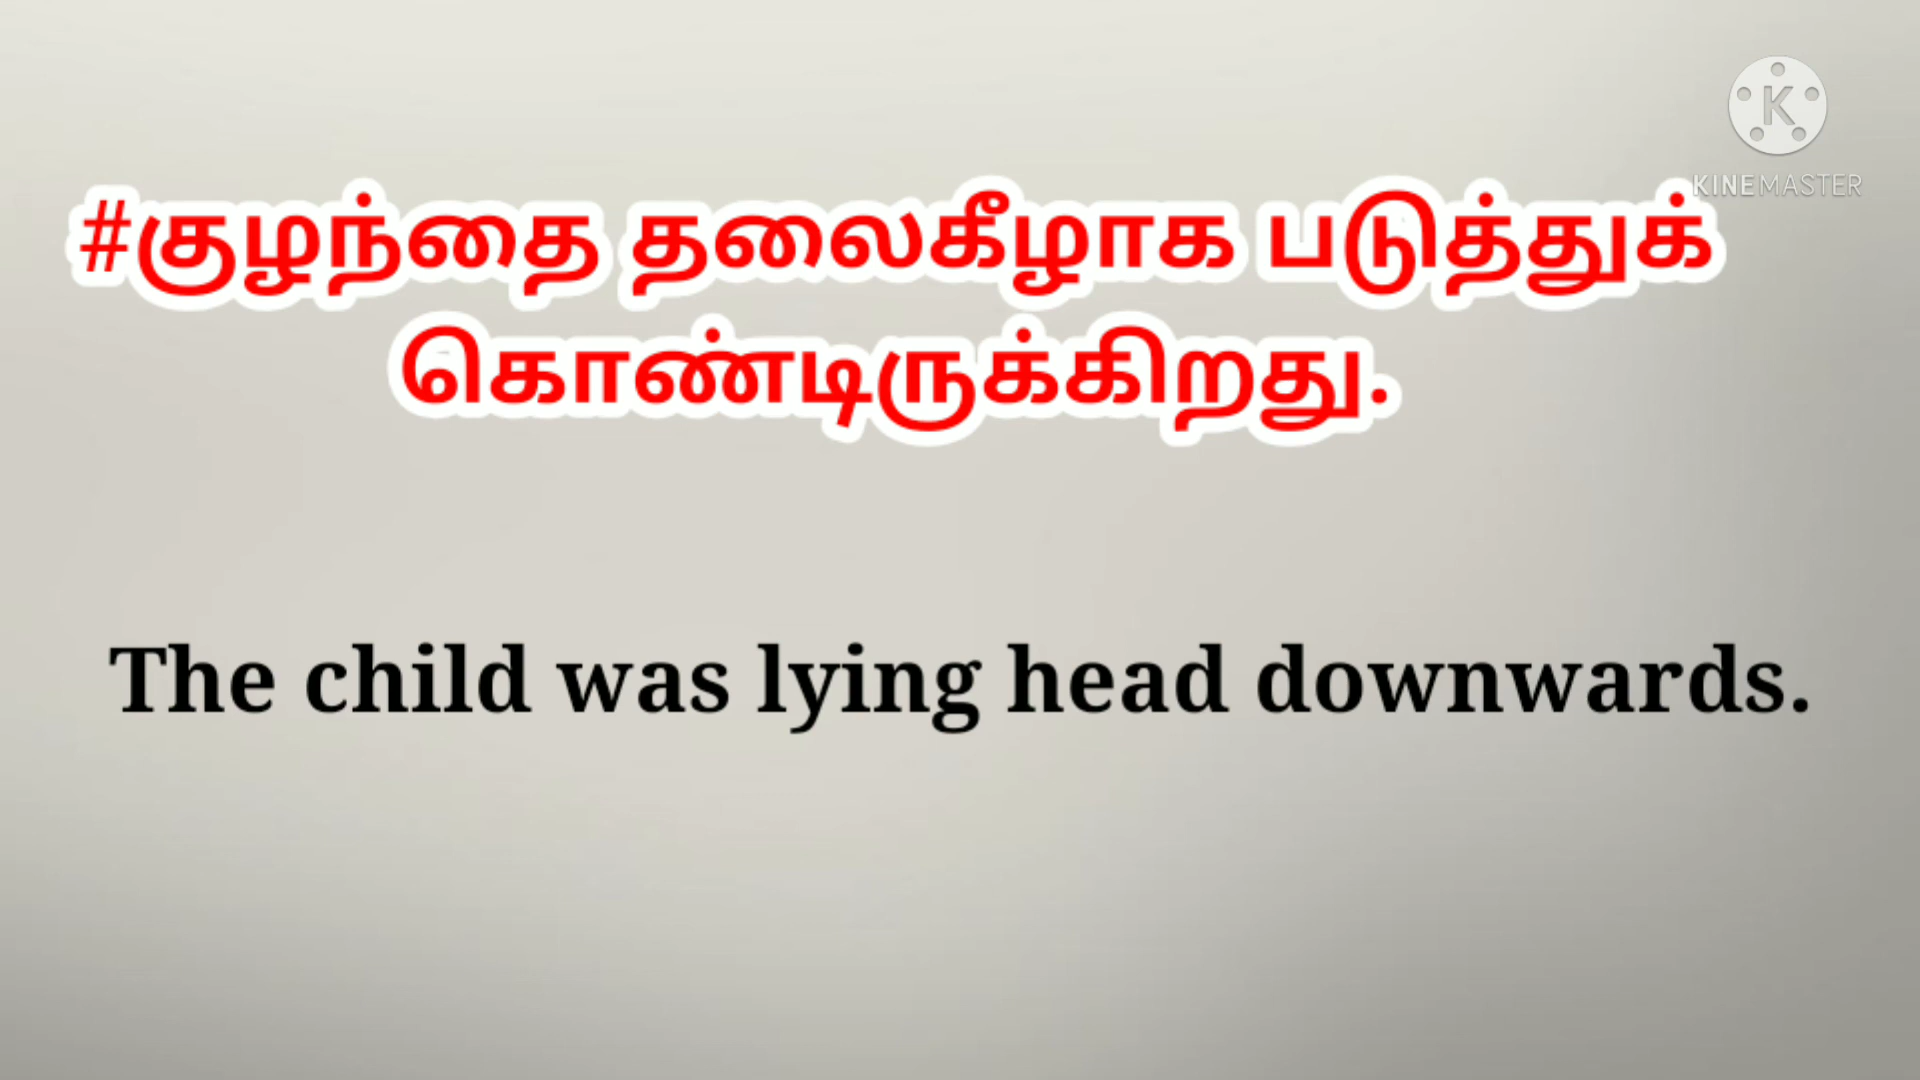 K
KINEMASTER
#குழந்தை தலைகீழாக படுத்துக்
கொண்டிருக்கிறது.
The child was lying head downwards.